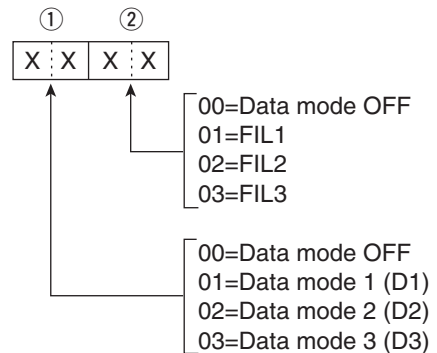 ① ②
X X X X
00=Data mode OFF
01=FIL1
02=FIL2
03=FIL3
00=Data mode OFF
01=Data mode 1 (D1)
02=Data mode 2 (D2)
03=Data mode 3 (D3)